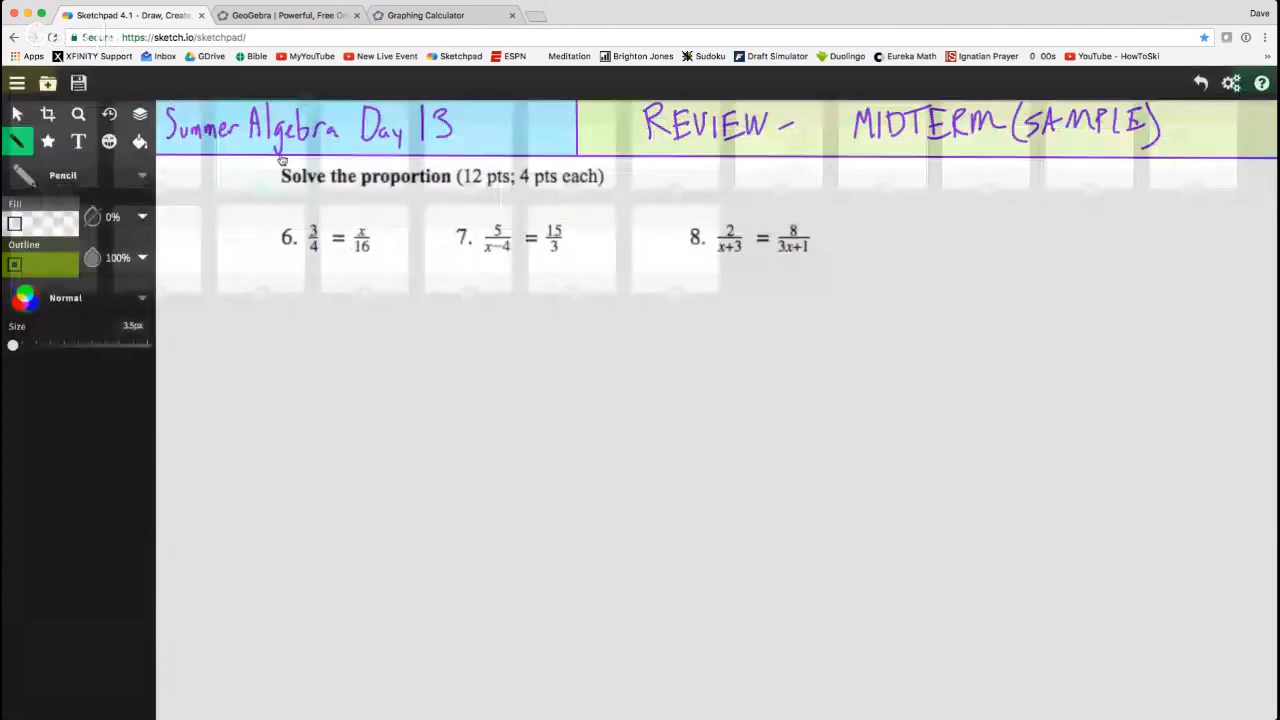 Sketchpad 4.1 - Draw, Create,
GeoGebra | Powerful, Free On
Graphing Calculator
Dave
Secure https://sketch.io/sketchpad/
Apps XFINITY Support Inbox GDrive Bible MyYouTube New Live Event Sketchpad ESPN Meditation Brighton Jones Sudoku Draft Simulator Duolingo Eureka Math Ignatian Prayer 0 00s YouTube - HowToSki »
Summer Algebra Day 13
REVIEW - MIDTERM (SAMPLE)
Solve the proportion (12 pts; 4 pts each)
6. 3/4 = x/16
7. 5/x−4 = 15/3
8. 2/x+3 = 8/3x+1
Pencil
Fill
0%
Outline
100%
Normal
Size
3.5px